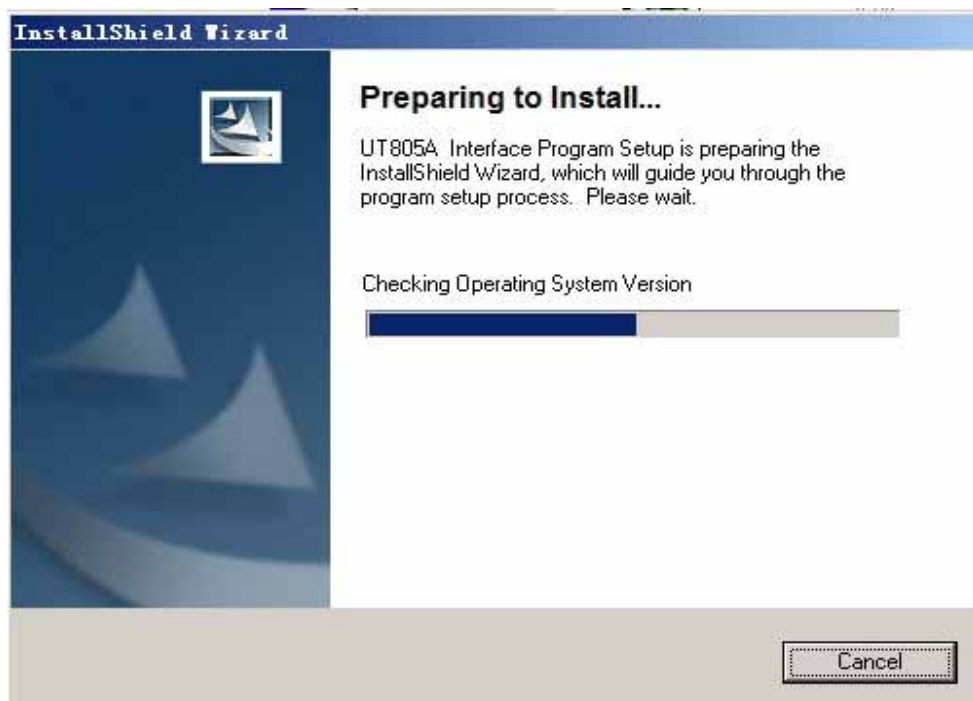 InstallShield Wizard
Preparing to Install...
UT805A  Interface Program Setup is preparing the
InstallShield Wizard, which will guide you through the
program setup process.  Please wait.
Checking Operating System Version
Cancel